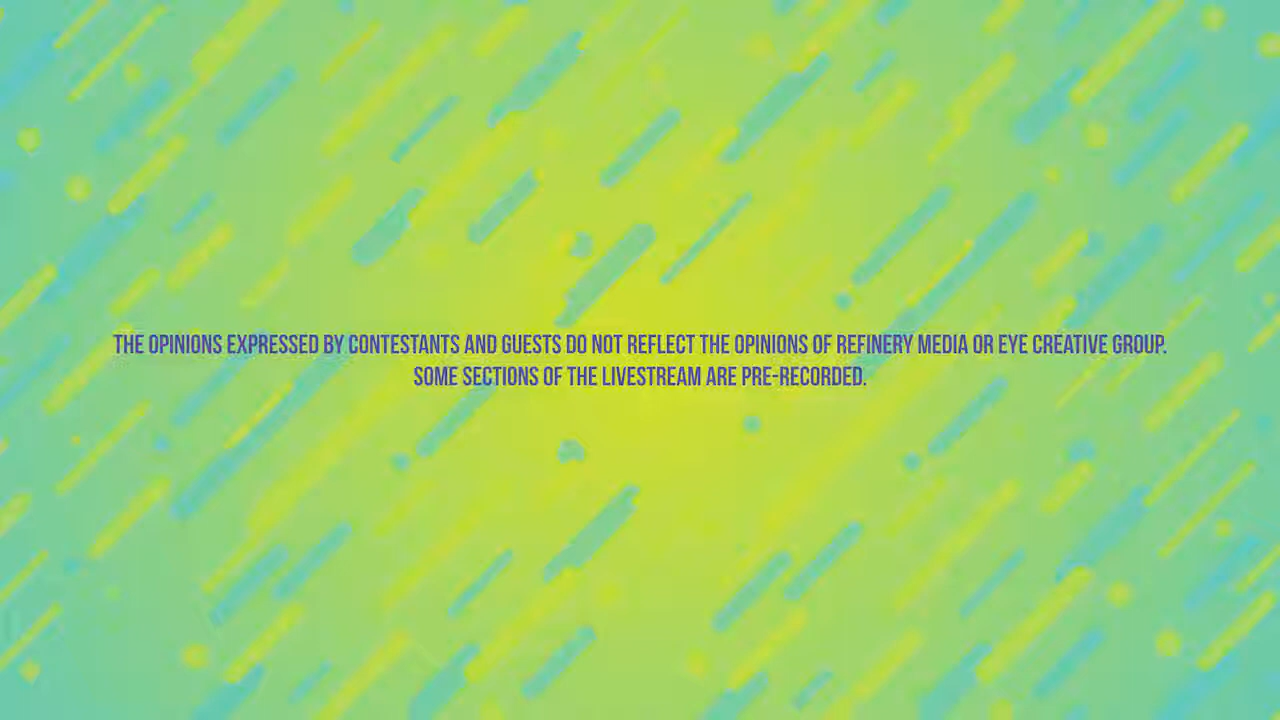 THE OPINIONS EXPRESSED BY CONTESTANTS AND GUESTS DO NOT REFLECT THE OPINIONS OF REFINERY MEDIA OR EYE CREATIVE GROUP.
SOME SECTIONS OF THE LIVESTREAM ARE PRE-RECORDED.